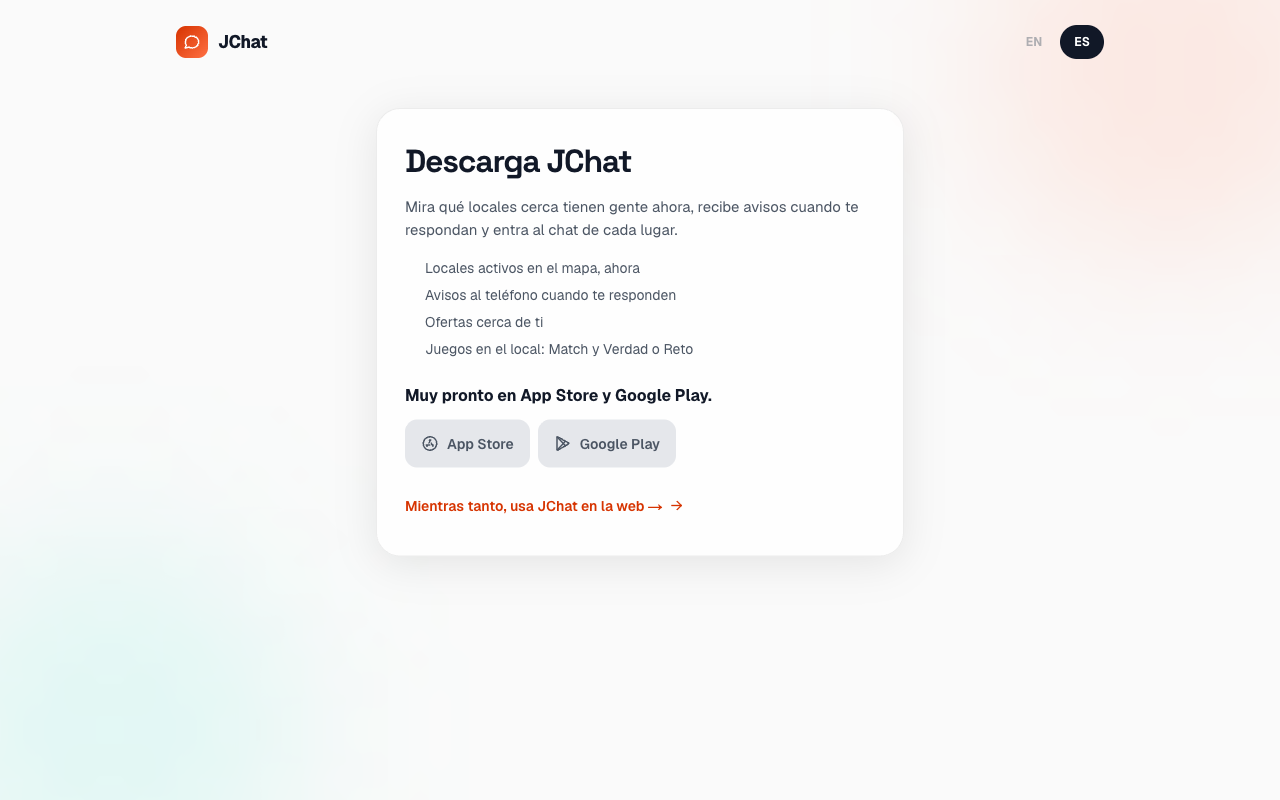 JChat
EN
ES
Descarga JChat
Mira qué locales cerca tienen gente ahora, recibe avisos cuando te
respondan y entra al chat de cada lugar.
Locales activos en el mapa, ahora
Avisos al teléfono cuando te responden
Ofertas cerca de ti
Juegos en el local: Match y Verdad o Reto
Muy pronto en App Store y Google Play.
App Store
Google Play
Mientras tanto, usa JChat en la web → →